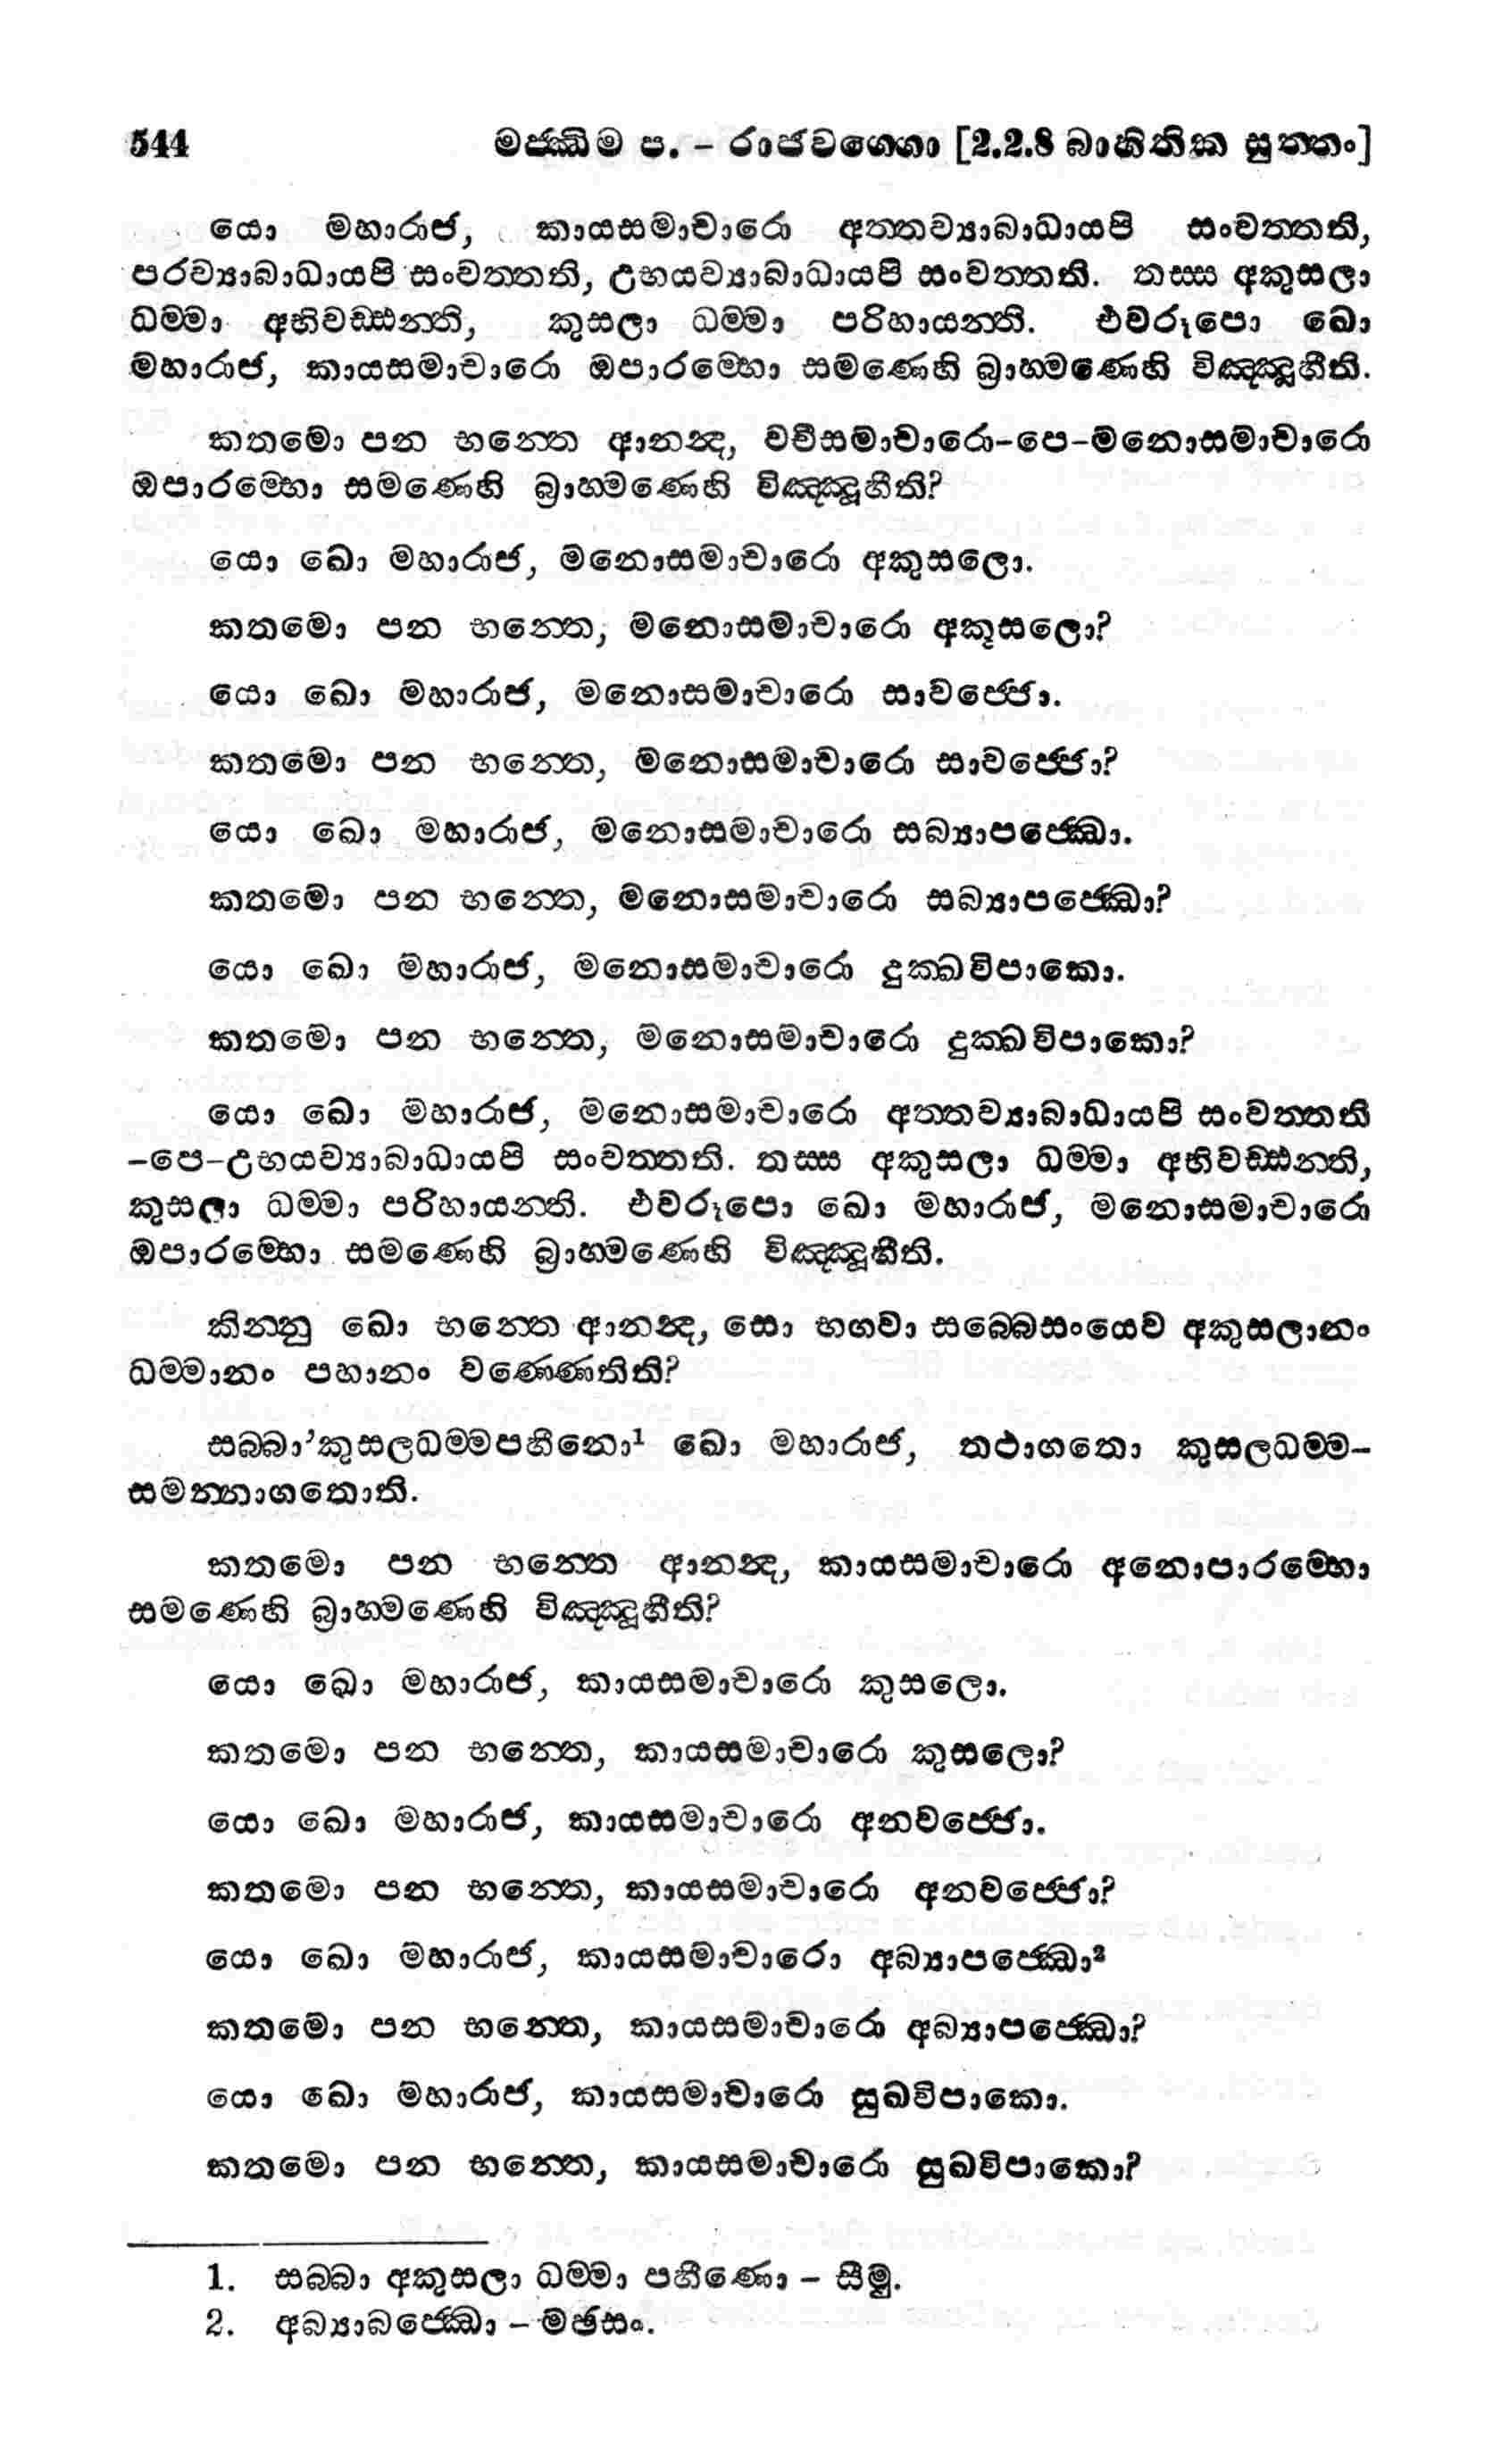 544 මජ්ඣිම ප. - රාජවග්ගො [2.2.8 බාහිතික සුත්තං]
යො මහාරාජ, කායසමාචාරො අත්තව්‍යාබාධායපි සංවත්තති,
පරව්‍යාබාධායපි සංවත්තති, උභයව්‍යාබාධායපි සංවත්තති. තස්ස අකුසලා
ධම්මා අභිවඩ්ඪන්ති, කුසලා ධම්මා පරිහායන්ති. එවරූපො ඛො
මහාරාජ, කායසමාචාරො ඔපාරම්භො සමණෙහි බ්‍රාහ්මණෙහි විඤ්ඤූහීති.
කතමො පන භන්තෙ ආනන්ද, වචීසමාචාරො-පෙ-මනොසමාචාරො
ඔපාරම්භො සමණෙහි බ්‍රාහ්මණෙහි විඤ්ඤූහීති?
යො ඛො මහාරාජ, මනොසමාචාරො අකුසලො.
කතමො පන භන්තෙ, මනොසමාචාරො අකුසලො?
යො ඛො මහාරාජ, මනොසමාචාරො සාවජ්ජො.
කතමො පන භන්තෙ, මනොසමාචාරො සාවජ්ජො?
යො ඛො මහාරාජ, මනොසමාචාරො සබ්‍යාපජ්ඣො.
කතමො පන භන්තෙ, මනොසමාචාරො සබ්‍යාපජ්ඣො?
යො ඛො මහාරාජ, මනොසමාචාරො දුක්ඛවිපාකො.
කතමො පන භන්තෙ, මනොසමාචාරො දුක්ඛවිපාකො?
යො ඛො මහාරාජ, මනොසමාචාරො අත්තව්‍යාබාධායපි සංවත්තති
-පෙ-උභයව්‍යාබාධායපි සංවත්තති. තස්ස අකුසලා ධම්මා අභිවඩ්ඪන්ති,
කුසලා ධම්මා පරිහායන්ති. එවරූපො ඛො මහාරාජ, මනොසමාචාරො
ඔපාරම්භො සමණෙහි බ්‍රාහ්මණෙහි විඤ්ඤූහීති.
කින්නු ඛො භන්තෙ ආනන්ද, සො භගවා සබ්බෙසංයෙව අකුසලානං
ධම්මානං පහානං වණ්ණෙතිති?
සබ්බා’කුසලධම්මපහීනො¹ ඛො මහාරාජ, තථාගතො කුසලධම්ම-
සමන්නාගතොති.
කතමො පන භන්තෙ ආනන්ද, කායසමාචාරො අනොපාරම්භො
සමණෙහි බ්‍රාහ්මණෙහි විඤ්ඤූහීති?
යො ඛො මහාරාජ, කායසමාචාරො කුසලො.
කතමො පන භන්තෙ, කායසමාචාරො කුසලො?
යො ඛො මහාරාජ, කායසමාචාරො අනවජ්ජො.
කතමො පන භන්තෙ, කායසමාචාරො අනවජ්ජො?
යො ඛො මහාරාජ, කායසමාචාරො අබ්‍යාපජ්ඣො²
කතමො පන භන්තෙ, කායසමාචාරො අබ්‍යාපජ්ඣො?
යො ඛො මහාරාජ, කායසමාචාරො සුඛවිපාකො.
කතමො පන භන්තෙ, කායසමාචාරො සුඛවිපාකො?
1. සබ්බා අකුසලා ධම්මා පහීණො - සීමු.
2. අබ්‍යාබජ්ඣො - මඡසං.